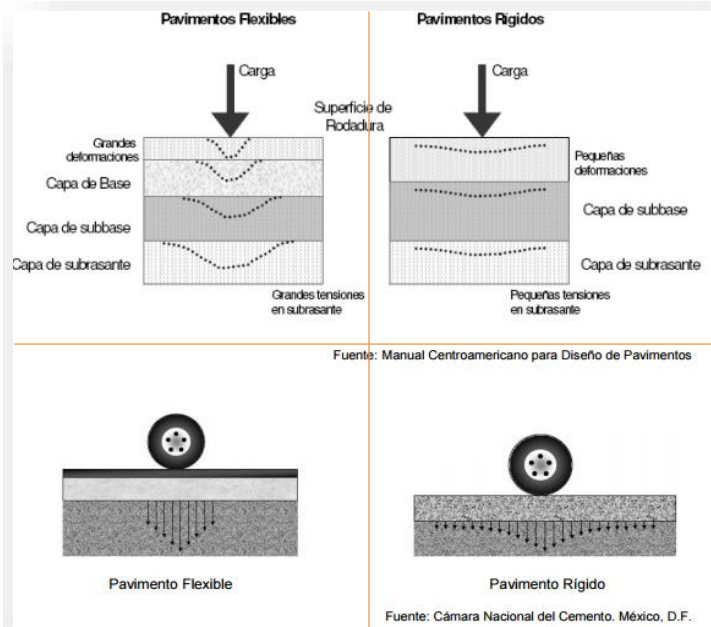 Pavimentos Flexibles
Carga
Grandes
deformaciones
Capa de Base
Capa de subbase
Capa de subrasante
Grandes tensiones
en subrasante
Superficie de
Rodadura
Pavimentos Rígidos
Carga
Pequeñas
deformaciones
Capa de subbase
Capa de subrasante
Pequeñas tensiones
en subrasante
Fuente: Manual Centroamericano para Diseño de Pavimentos
Pavimento Flexible
Pavimento Rígido
Fuente: Cámara Nacional del Cemento. México, D.F.